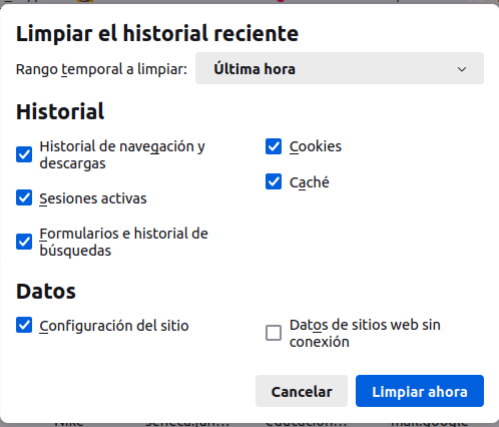 Limpiar el historial reciente
Rango temporal a limpiar: Última hora
Historial
Historial de navegación y
descargas
Cookies
Sesiones activas
Caché
Formularios e historial de
búsquedas
Datos
Configuración del sitio
Datos de sitios web sin
conexión
Cancelar Limpiar ahora